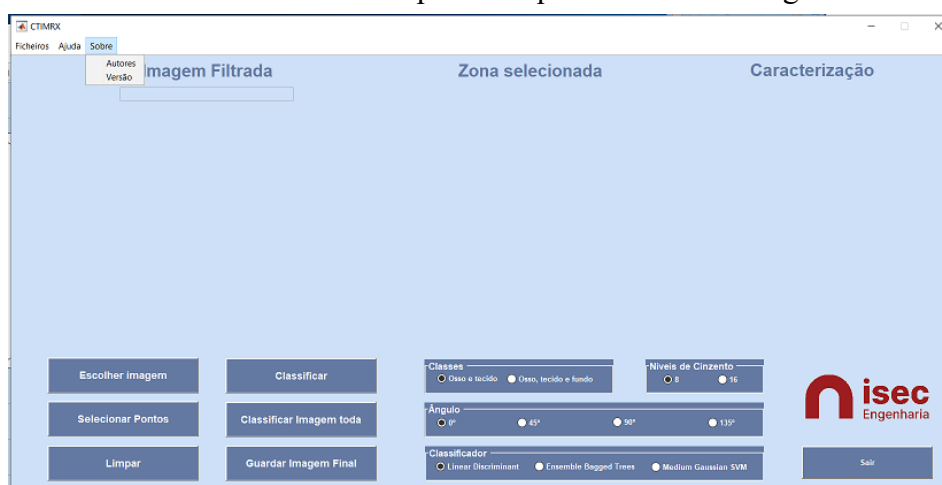 CTIMRX
Ficheiros Ajuda Sobre
Autores
Versão
Imagem Filtrada
Zona selecionada
Caracterização
Escolher imagem
Classificar
Selecionar Pontos
Classificar Imagem toda
Limpar
Guardar Imagem Final
Classes
Osso e tecido Osso, tecido e fundo
Níveis de Cinzento
8 16
Ângulo
0º 45º 90º 135º
Classificador
Linear Discriminant Ensemble Bagged Trees Medium Gaussian SVM
isec
Engenharia
Sair